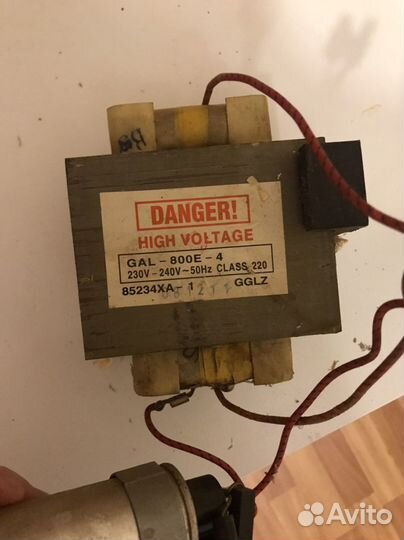 DANGER!
HIGH VOLTAGE
GAL-800E-4
230V-240V~50Hz CLASS 220
85234XA-1 GGLZ
Avito